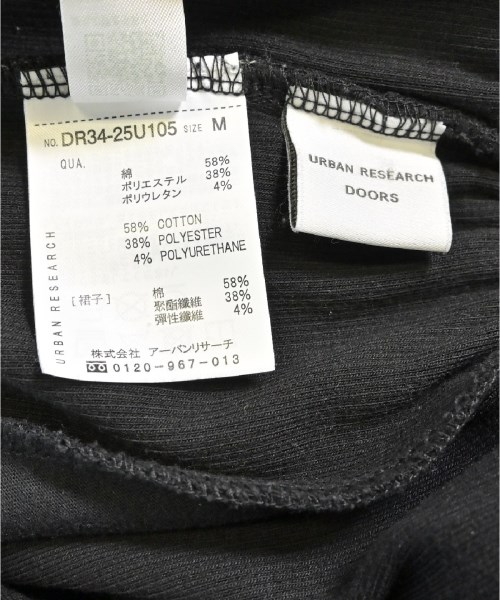 NO. DR34-25U105 SIZE M
QUA.
綿 58%
ポリエステル 38%
ポリウレタン 4%
58% COTTON
38% POLYESTER
4% POLYURETHANE
[裙子]
棉 58%
聚酯纖維 38%
彈性纖維 4%
URBAN RESEARCH
株式会社 アーバンリサーチ
0120-967-013
URBAN RESEARCH
DOORS